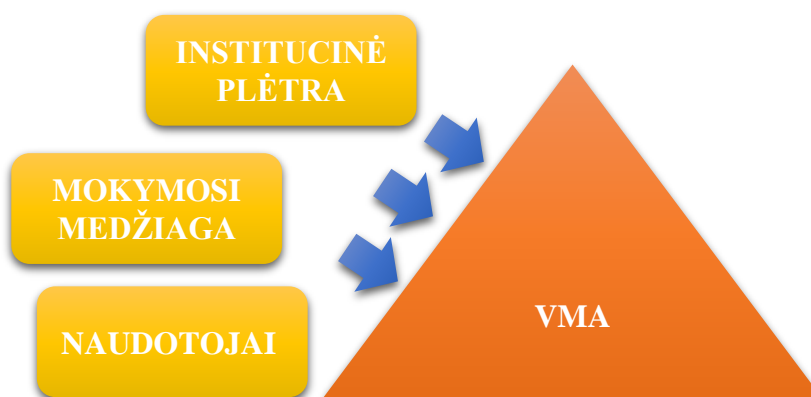 INSTITUCINĖ
PLĖTRA
MOKYMOSI
MEDŽIAGA
NAUDOTOJAI
VMA